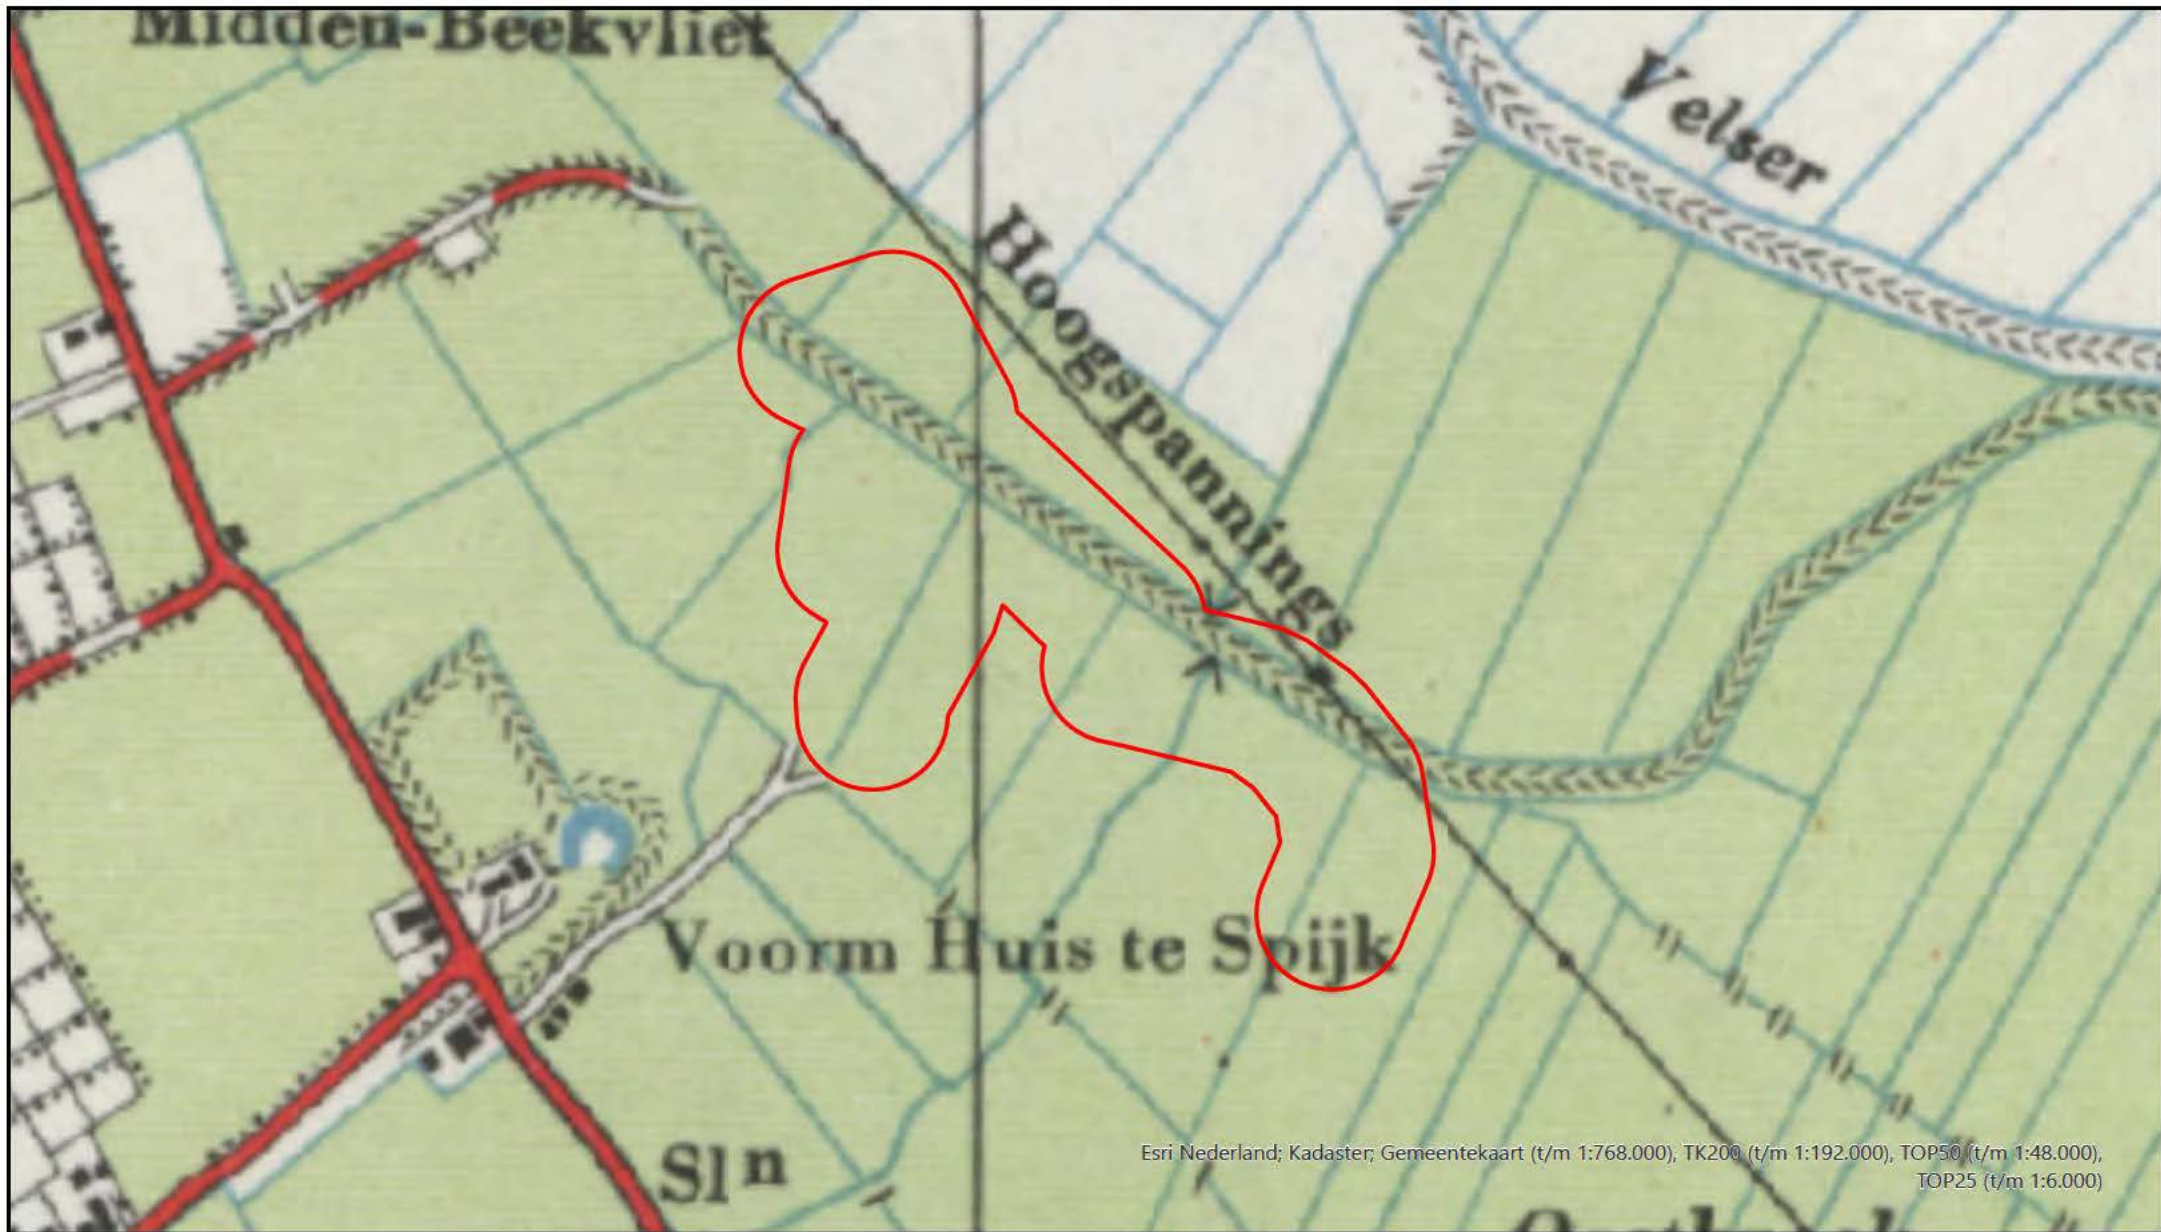 Midden-Beekvliet
Velser
Hoogspannings
Voorm Huis te Spijk
Sln
Esri Nederland; Kadaster; Gemeentekaart (t/m 1:768.000), TK200 (t/m 1:192.000), TOP50 (t/m 1:48.000),
TOP25 (t/m 1:6.000)